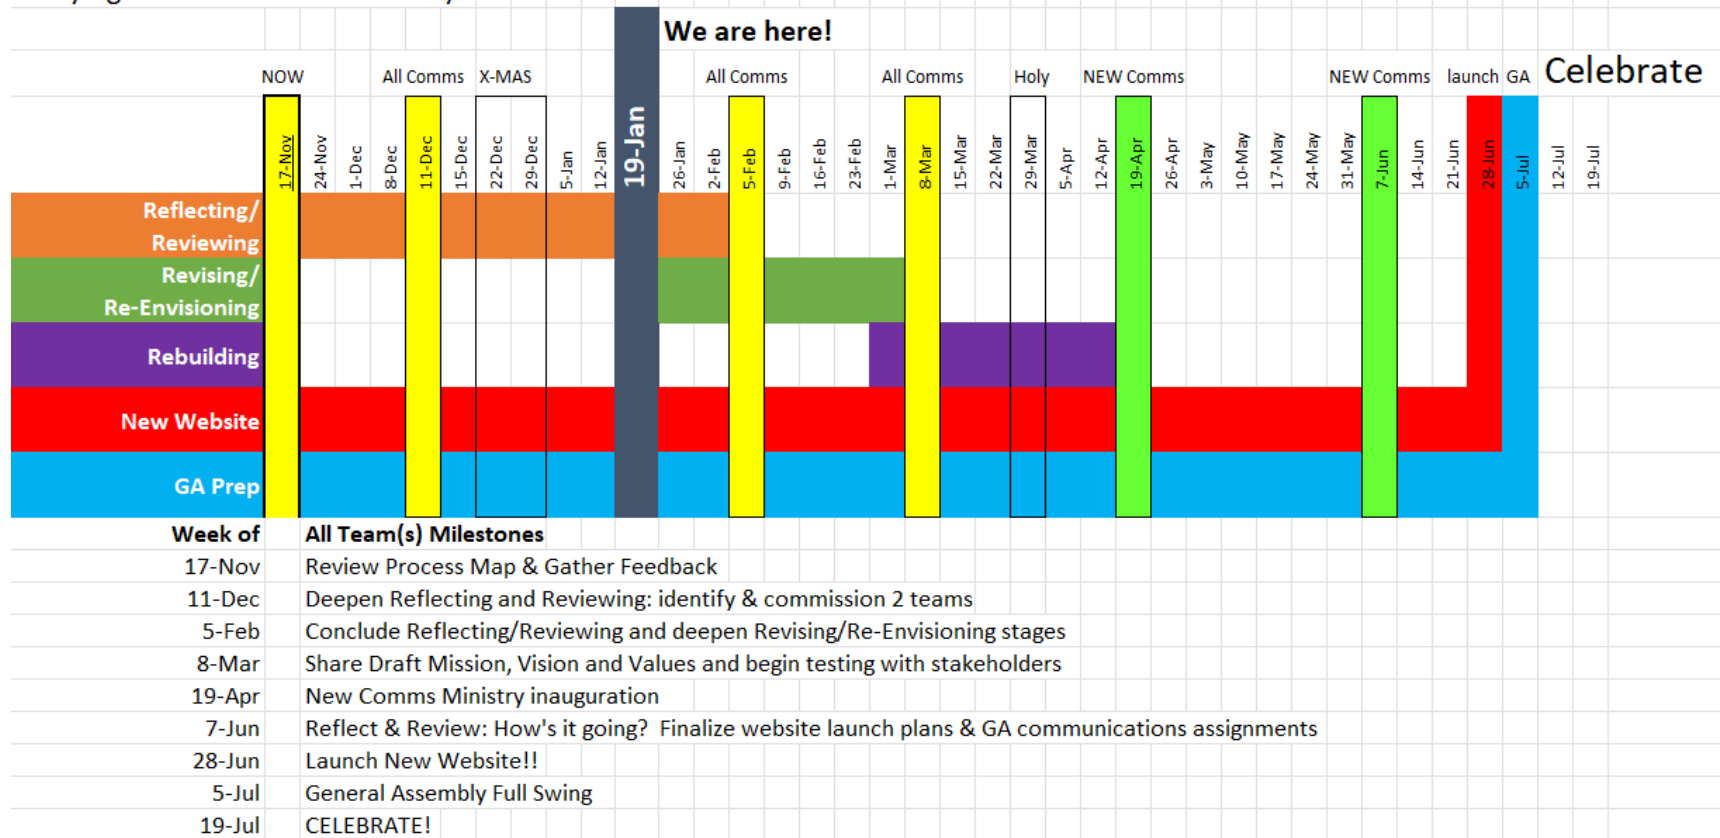 We are here!
NOW All Comms X-MAS All Comms All Comms Holy NEW Comms NEW Comms launch GA Celebrate
17-Nov 24-Nov 1-Dec 8-Dec 11-Dec 15-Dec 22-Dec 29-Dec 5-Jan 12-Jan 19-Jan 26-Jan 2-Feb 5-Feb 9-Feb 16-Feb 23-Feb 1-Mar 8-Mar 15-Mar 22-Mar 29-Mar 5-Apr 12-Apr 19-Apr 26-Apr 3-May 10-May 17-May 24-May 31-May 7-Jun 14-Jun 21-Jun 28-Jun 5-Jul 12-Jul 19-Jul
Reflecting/
Reviewing
Revising/
Re-Envisioning
Rebuilding
New Website
GA Prep
Week of All Team(s) Milestones
17-Nov Review Process Map & Gather Feedback
11-Dec Deepen Reflecting and Reviewing: identify & commission 2 teams
5-Feb Conclude Reflecting/Reviewing and deepen Revising/Re-Envisioning stages
8-Mar Share Draft Mission, Vision and Values and begin testing with stakeholders
19-Apr New Comms Ministry inauguration
7-Jun Reflect & Review: How's it going? Finalize website launch plans & GA communications assignments
28-Jun Launch New Website!!
5-Jul General Assembly Full Swing
19-Jul CELEBRATE!